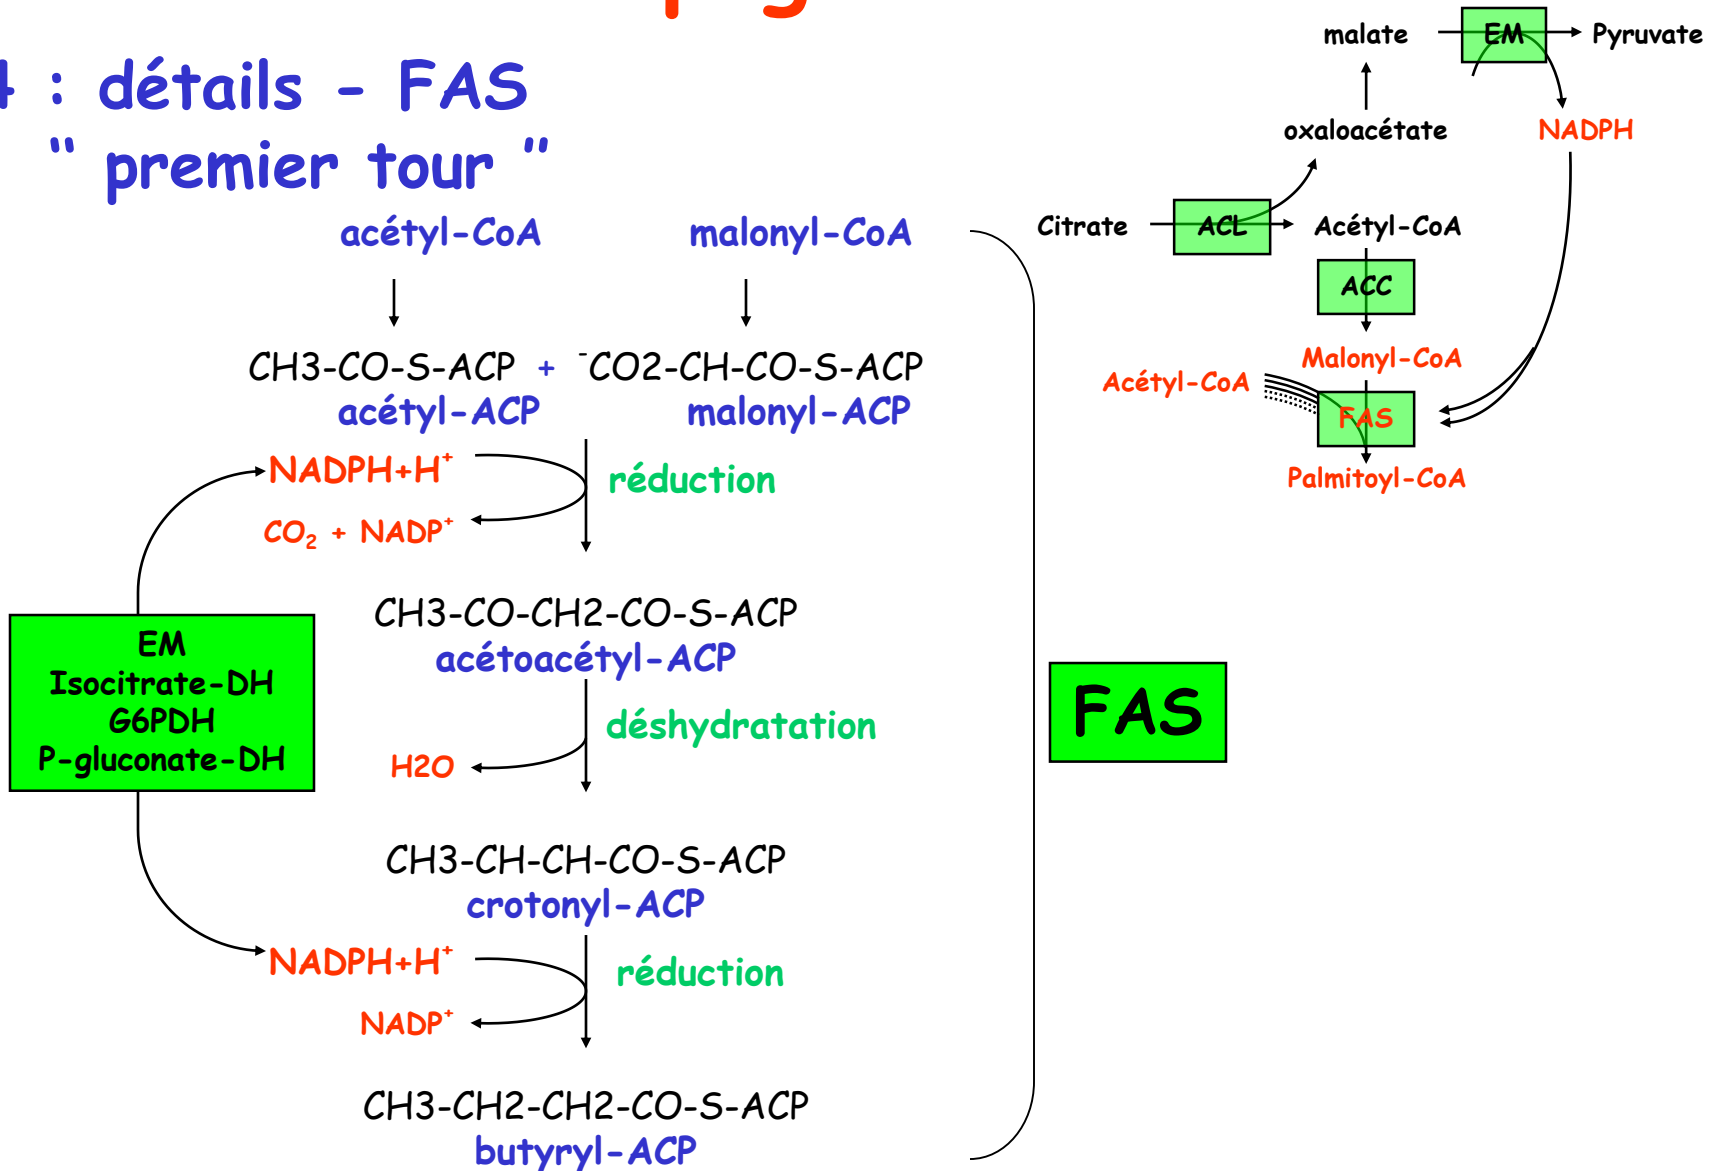 4 : détails - FAS
“ premier tour ”
acétyl-CoA malonyl-CoA
CH3-CO-S-ACP + -CO2-CH-CO-S-ACP
acétyl-ACP malonyl-ACP
NADPH+H+
réduction
CO2 + NADP+
CH3-CO-CH2-CO-S-ACP
acétoacétyl-ACP
déshydratation
H2O
CH3-CH-CH-CO-S-ACP
crotonyl-ACP
NADPH+H+
réduction
NADP+
CH3-CH2-CH2-CO-S-ACP
butyryl-ACP
EM
Isocitrate-DH
G6PDH
P-gluconate-DH
FAS
malate EM Pyruvate
oxaloacétate NADPH
Citrate ACL Acétyl-CoA
ACC
Malonyl-CoA
Acétyl-CoA
FAS
Palmitoyl-CoA